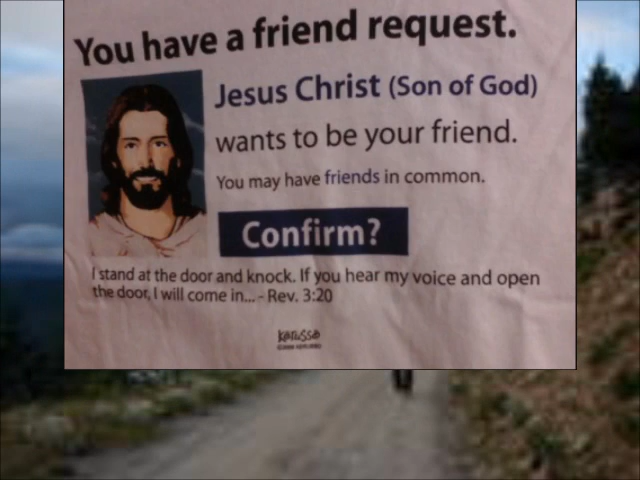 You have a friend request.
Jesus Christ (Son of God)
wants to be your friend.
You may have friends in common.
Confirm?
I stand at the door and knock. If you hear my voice and open
the door, I will come in... - Rev. 3:20